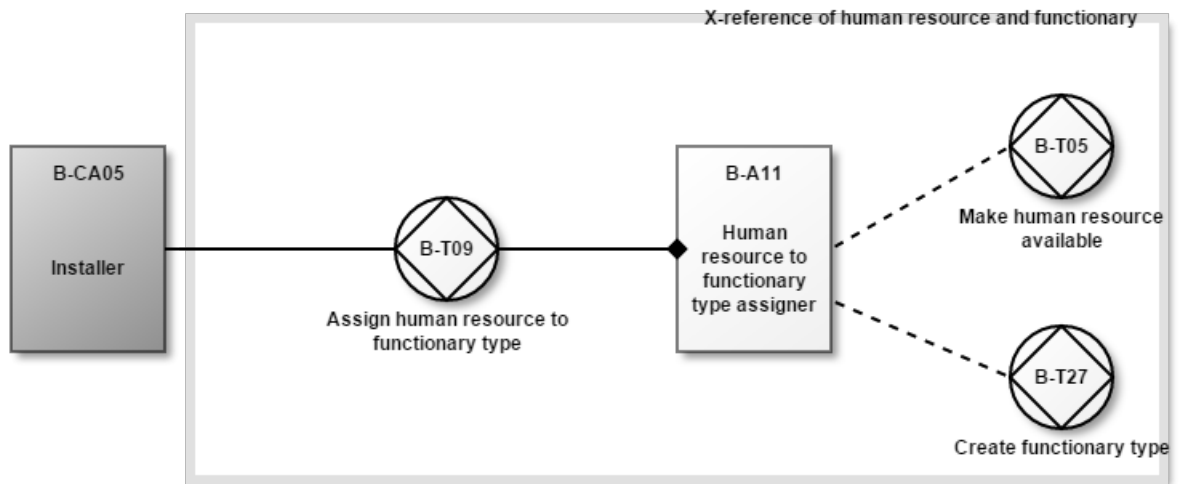 X-reference of human resource and functionary
B-CA05
Installer
B-T09
Assign human resource to
functionary type
B-A11
Human
resource to
functionary
type assigner
B-T05
Make human resource
available
B-T27
Create functionary type